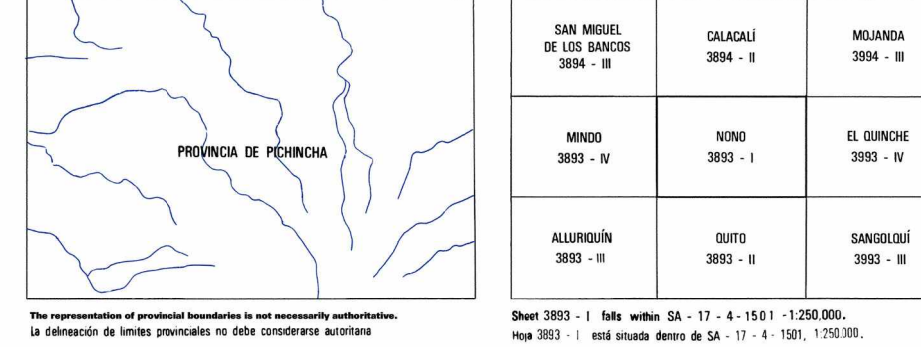 PROVINCIA DE PICHINCHA
The representation of provincial boundaries is not necessarily authoritative.
La delineación de limites provinciales no debe considerarse autoritaria
SAN MIGUEL
DE LOS BANCOS
3894 - III
CALACALÍ
3894 - II
MOJANDA
3994 - III
MINDO
3893 - IV
NONO
3893 - I
EL QUINCHE
3993 - IV
ALLURIQUÍN
3893 - III
QUITO
3893 - II
SANGOLQUÍ
3993 - III
Sheet 3893 - I falls within SA - 17 - 4 - 1501 - 1:250,000.
Hoja 3893 - I está situada dentro de SA - 17 - 4 - 1501, 1:250.000.